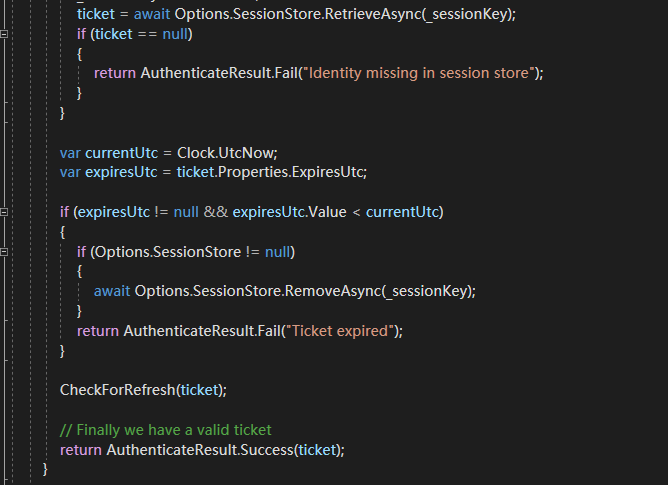 ticket = await Options.SessionStore.RetrieveAsync(_sessionKey);
if (ticket == null)
{
return AuthenticateResult.Fail("Identity missing in session store");
}
}
var currentUtc = Clock.UtcNow;
var expiresUtc = ticket.Properties.ExpiresUtc;
if (expiresUtc != null && expiresUtc.Value < currentUtc)
{
if (Options.SessionStore != null)
{
await Options.SessionStore.RemoveAsync(_sessionKey);
}
return AuthenticateResult.Fail("Ticket expired");
}
CheckForRefresh(ticket);
// Finally we have a valid ticket
return AuthenticateResult.Success(ticket);
}